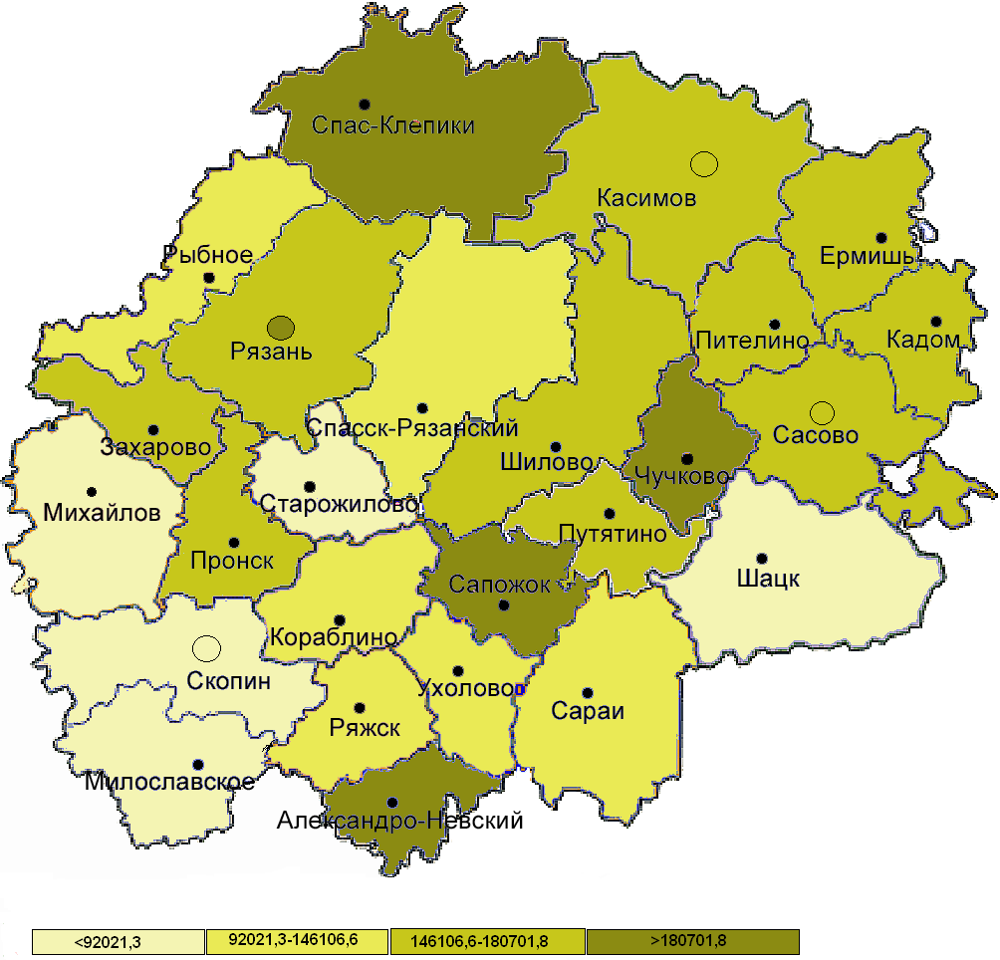 Спас-Клепики
Касимов
Рыбное
Ермишь
Рязань
Пителино
Кадом
Спасск-Рязанский
Сасово
Захарово
Шилово
Чучково
Старожилово
Михайлов
Путятино
Пронск
Шацк
Сапожок
Кораблино
Скопин
Ухолово
Сараи
Ряжск
Милославское
Александро-Невский
<92021,3 92021,3-146106,6 146106,6-180701,8 >180701,8